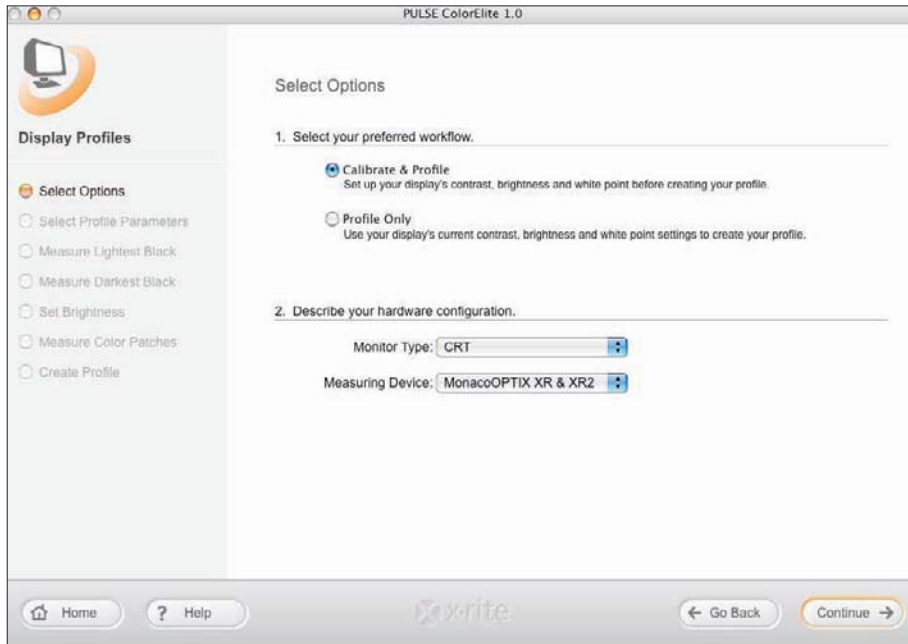 PULSE ColorElite 1.0
Display Profiles
Select Options
Select Profile Parameters
Measure Lightest Black
Measure Darkest Black
Set Brightness
Measure Color Patches
Create Profile
Select Options
1. Select your preferred workflow.
Calibrate & Profile
Set up your display's contrast, brightness and white point before creating your profile.
Profile Only
Use your display's current contrast, brightness and white point settings to create your profile.
2. Describe your hardware configuration.
Monitor Type: CRT
Measuring Device: MonacoOPTIX XR & XR2
Home
? Help
x·rite
← Go Back
Continue →